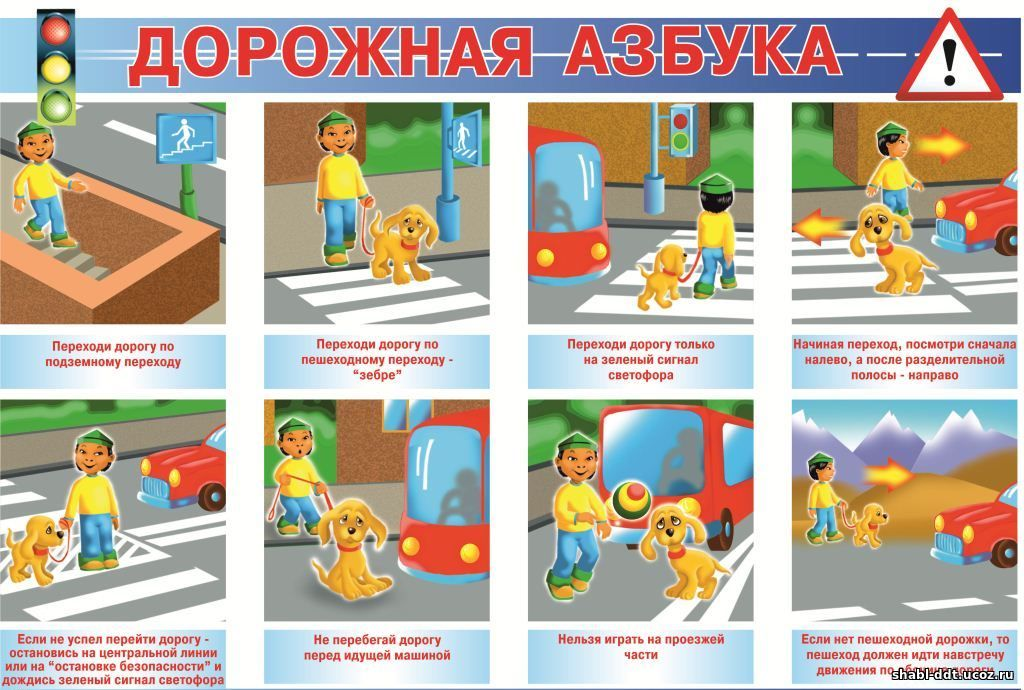 ДОРОЖНАЯ АЗБУКА
Переходи дорогу по
подземному переходу
Переходи дорогу по
пешеходному переходу -
“зебре”
Переходи дорогу только
на зеленый сигнал
светофора
Начиная переход, посмотри сначала
налево, а после разделительной
полосы - направо
Если не успел перейти дорогу -
остановись на центральной линии
или на “остановке безопасности” и
дождись зеленый сигнал светофора
Не перебегай дорогу
перед идущей машиной
Нельзя играть на проезжей
части
Если нет пешеходной дорожки, то
пешеход должен идти навстречу
движения по
shabl-ddt.ucoz.ru